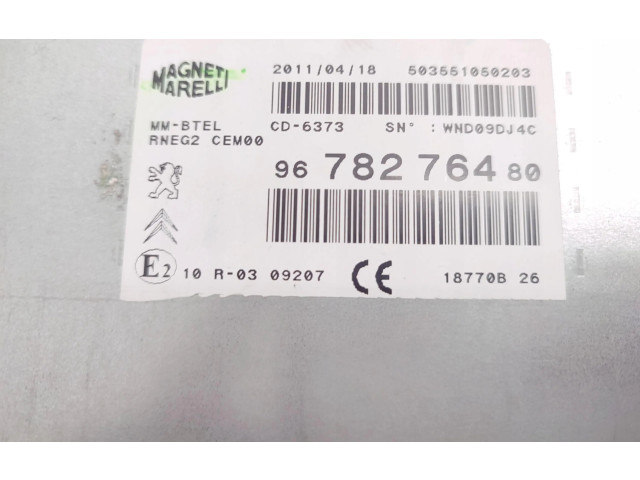 MAGNETI
MARELLI
2011/04/18 503551050203
MM-BTEL CD-6373 SN° : WND09DJ4C
RNEG2 CEM00
96 782 764 80
E2 10 R-03 09207 CE 18770B 26